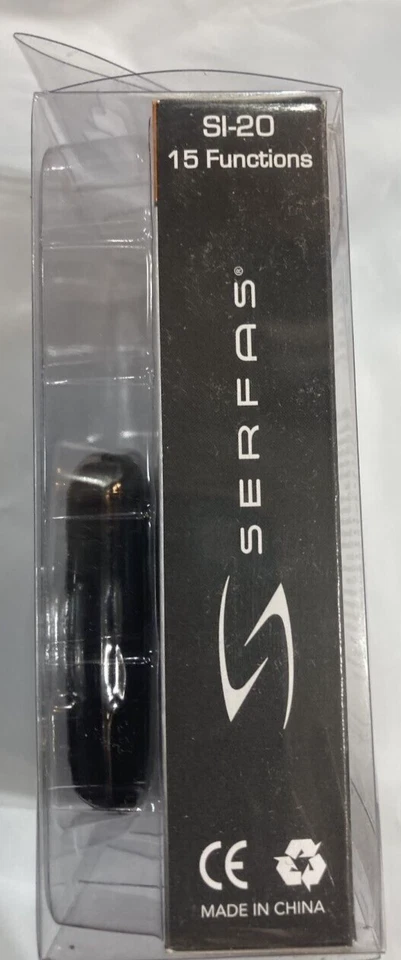 SI-20
15 Functions
SERFAS®
CE
MADE IN CHINA